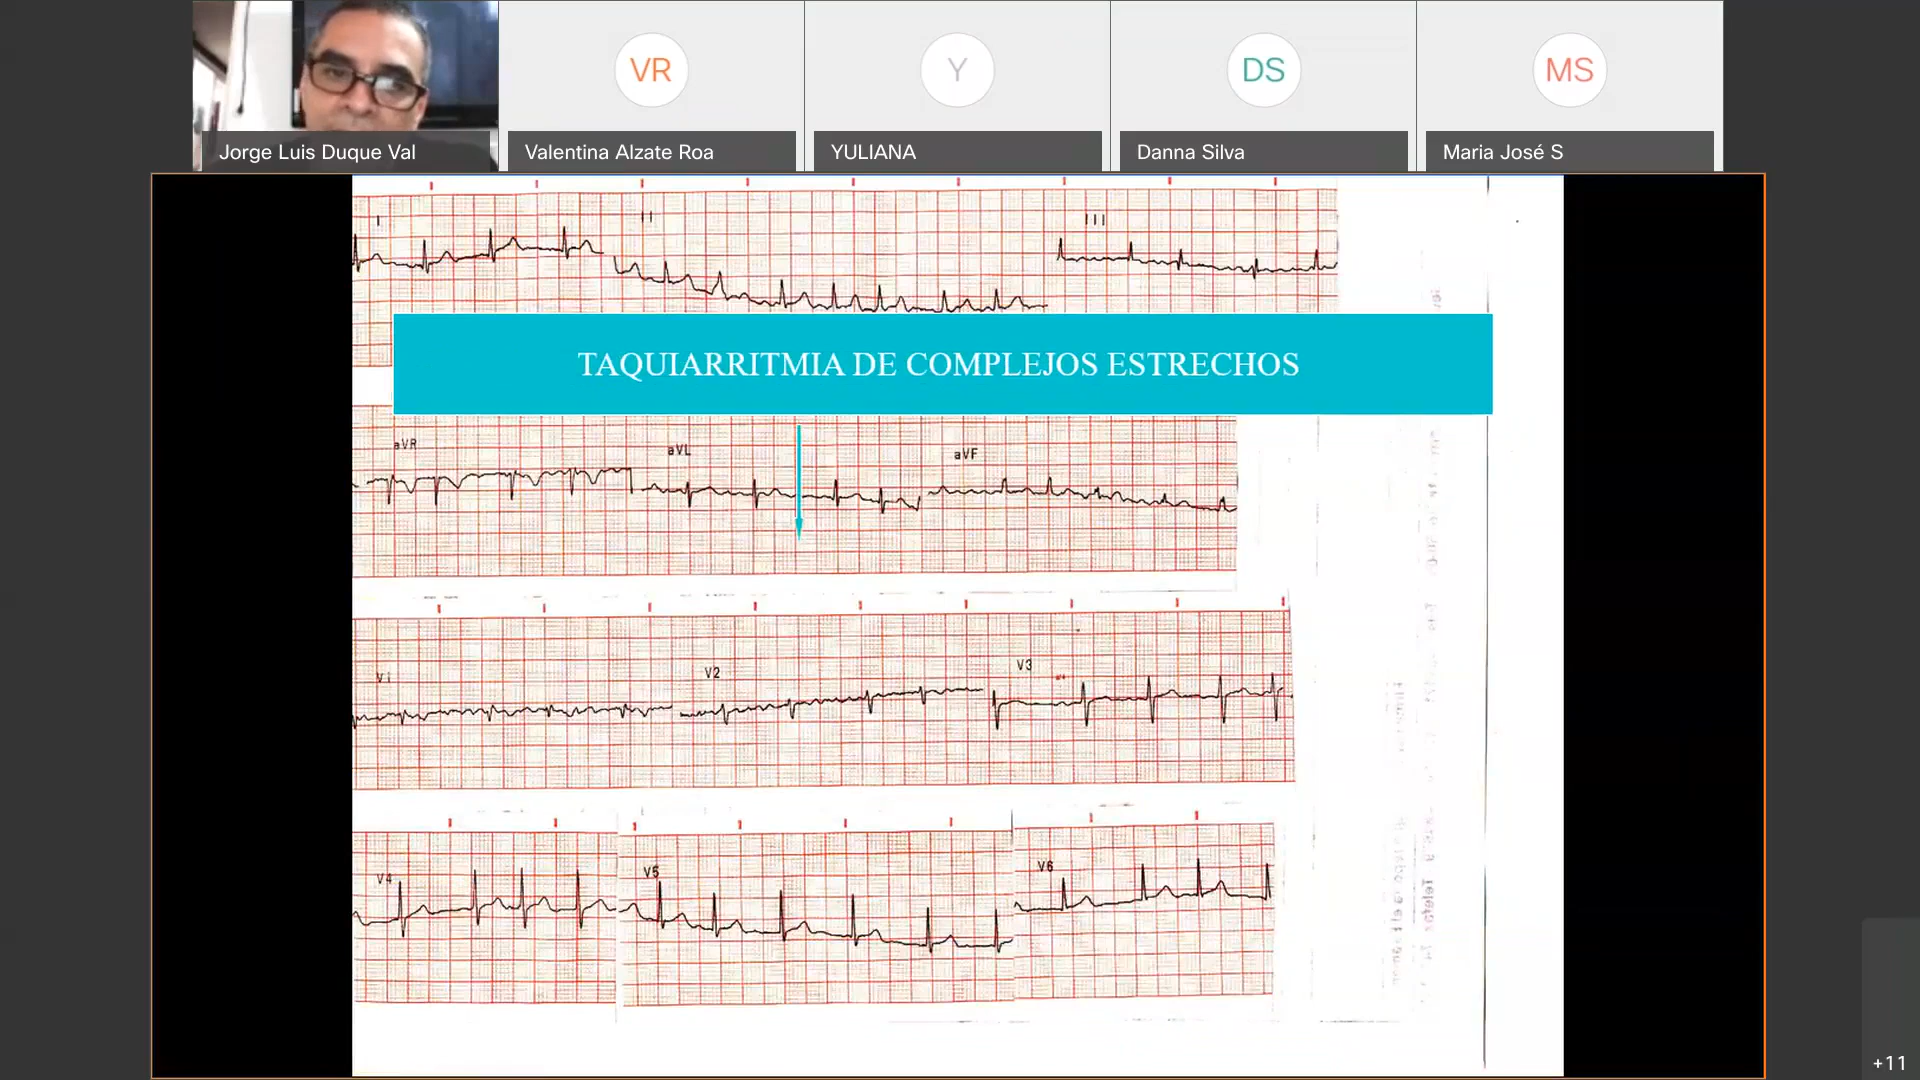 VR
Y
DS
MS
Jorge Luis Duque Val
Valentina Alzate Roa
YULIANA
Danna Silva
Maria José S
I
II
III
TAQUIARRITMIA DE COMPLEJOS ESTRECHOS
aVR
aVL
aVF
V1
V2
V3
V4
V5
V6
+11